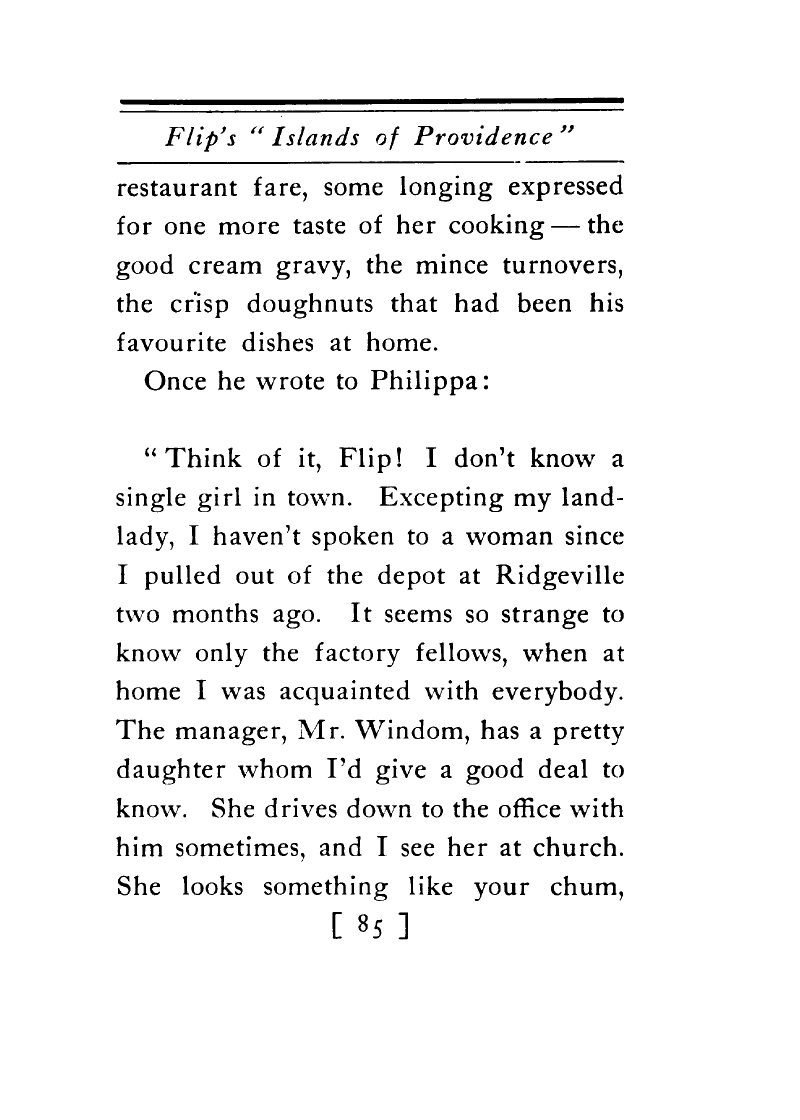 Flip's "Islands of Providence"
restaurant fare, some longing expressed
for one more taste of her cooking — the
good cream gravy, the mince turnovers,
the crisp doughnuts that had been his
favourite dishes at home.
Once he wrote to Philippa:
"Think of it, Flip! I don't know a
single girl in town. Excepting my land-
lady, I haven't spoken to a woman since
I pulled out of the depot at Ridgeville
two months ago. It seems so strange to
know only the factory fellows, when at
home I was acquainted with everybody.
The manager, Mr. Windom, has a pretty
daughter whom I'd give a good deal to
know. She drives down to the office with
him sometimes, and I see her at church.
She looks something like your chum,
[ 85 ]